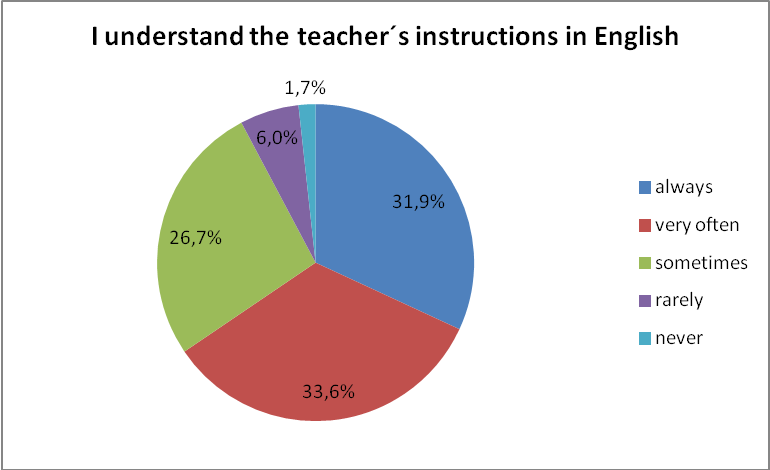 I understand the teacher´s instructions in English
1,7%
6,0%
31,9%
26,7%
33,6%
always
very often
sometimes
rarely
never